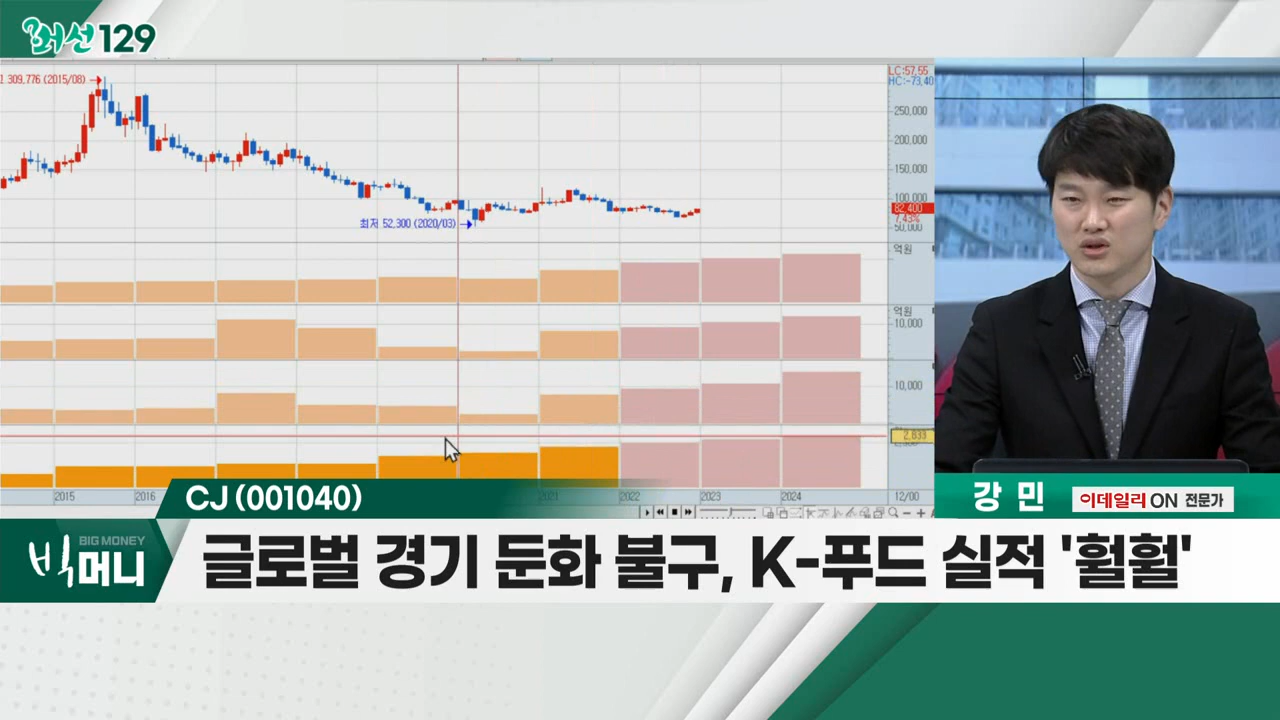 최선129
309,776 (2015/08)
LC:57,55
HC:-73,40
250,000
200,000
150,000
100,000
82,400
7,43%
50,000
최저 52,300 (2020/03)
억원
억원
10,000
10,000
2,833
2015
2016
2021
2022
2023
2024
12/00
CJ (001040)
강 민
이데일리 ON 전문가
BIG MONEY
빅머니
글로벌 경기 둔화 불구, K-푸드 실적 '훨훨'